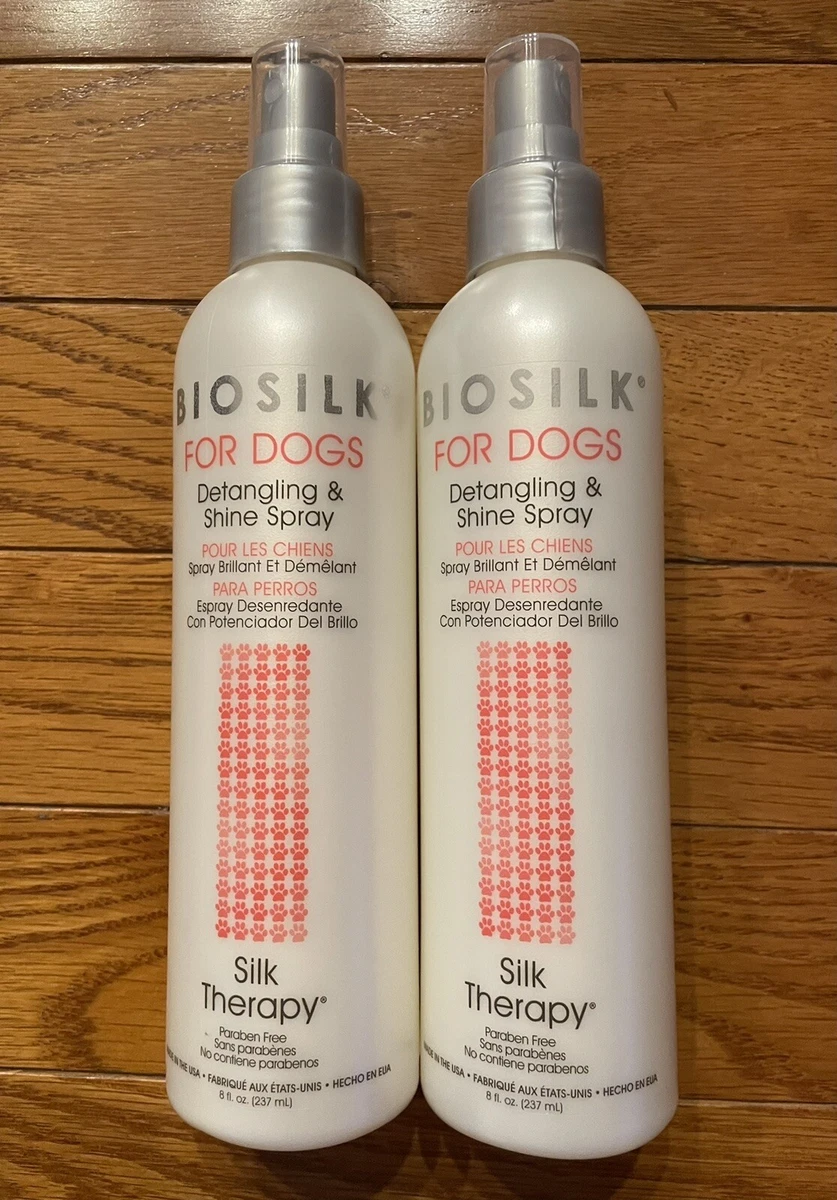 BIOSILK
FOR DOGS
Detangling &
Shine Spray
POUR LES CHIENS
Spray Brillant Et Démêlant
PARA PERROS
Espray Desenredante
Con Potenciador Del Brillo
Silk
Therapy®
Paraben Free
Sans parabènes
No contiene parabenos
MADE IN THE USA • FABRIQUÉ AUX ÉTATS-UNIS • HECHO EN EUA
8 fl. oz. (237 mL)
BIOSILK®
FOR DOGS
Detangling &
Shine Spray
POUR LES CHIENS
Spray Brillant Et Démêlant
PARA PERROS
Espray Desenredante
Con Potenciador Del Brillo
Silk
Therapy®
Paraben Free
Sans parabènes
No contiene parabenos
MADE IN THE USA • FABRIQUÉ AUX ÉTATS-UNIS • HECHO EN EUA
8 fl. oz. (237 mL)